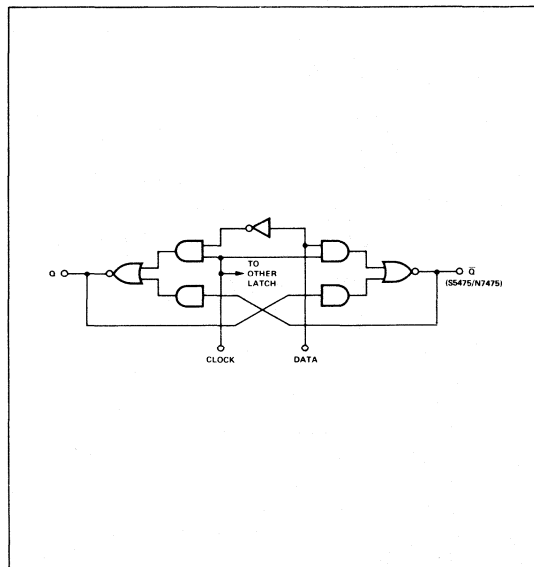 TO
OTHER
LATCH
Q
Q̅
(S5475/N7475)
CLOCK
DATA